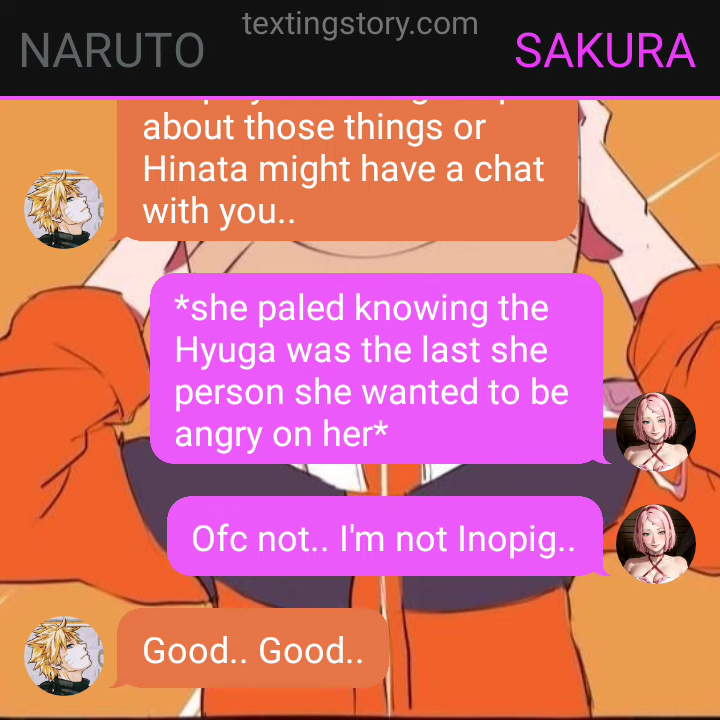 textingstory.com
NARUTO
SAKURA
about those things or
Hinata might have a chat
with you..
*she paled knowing the
Hyuga was the last she
person she wanted to be
angry on her*
Ofc not.. I'm not Inopig..
Good.. Good..